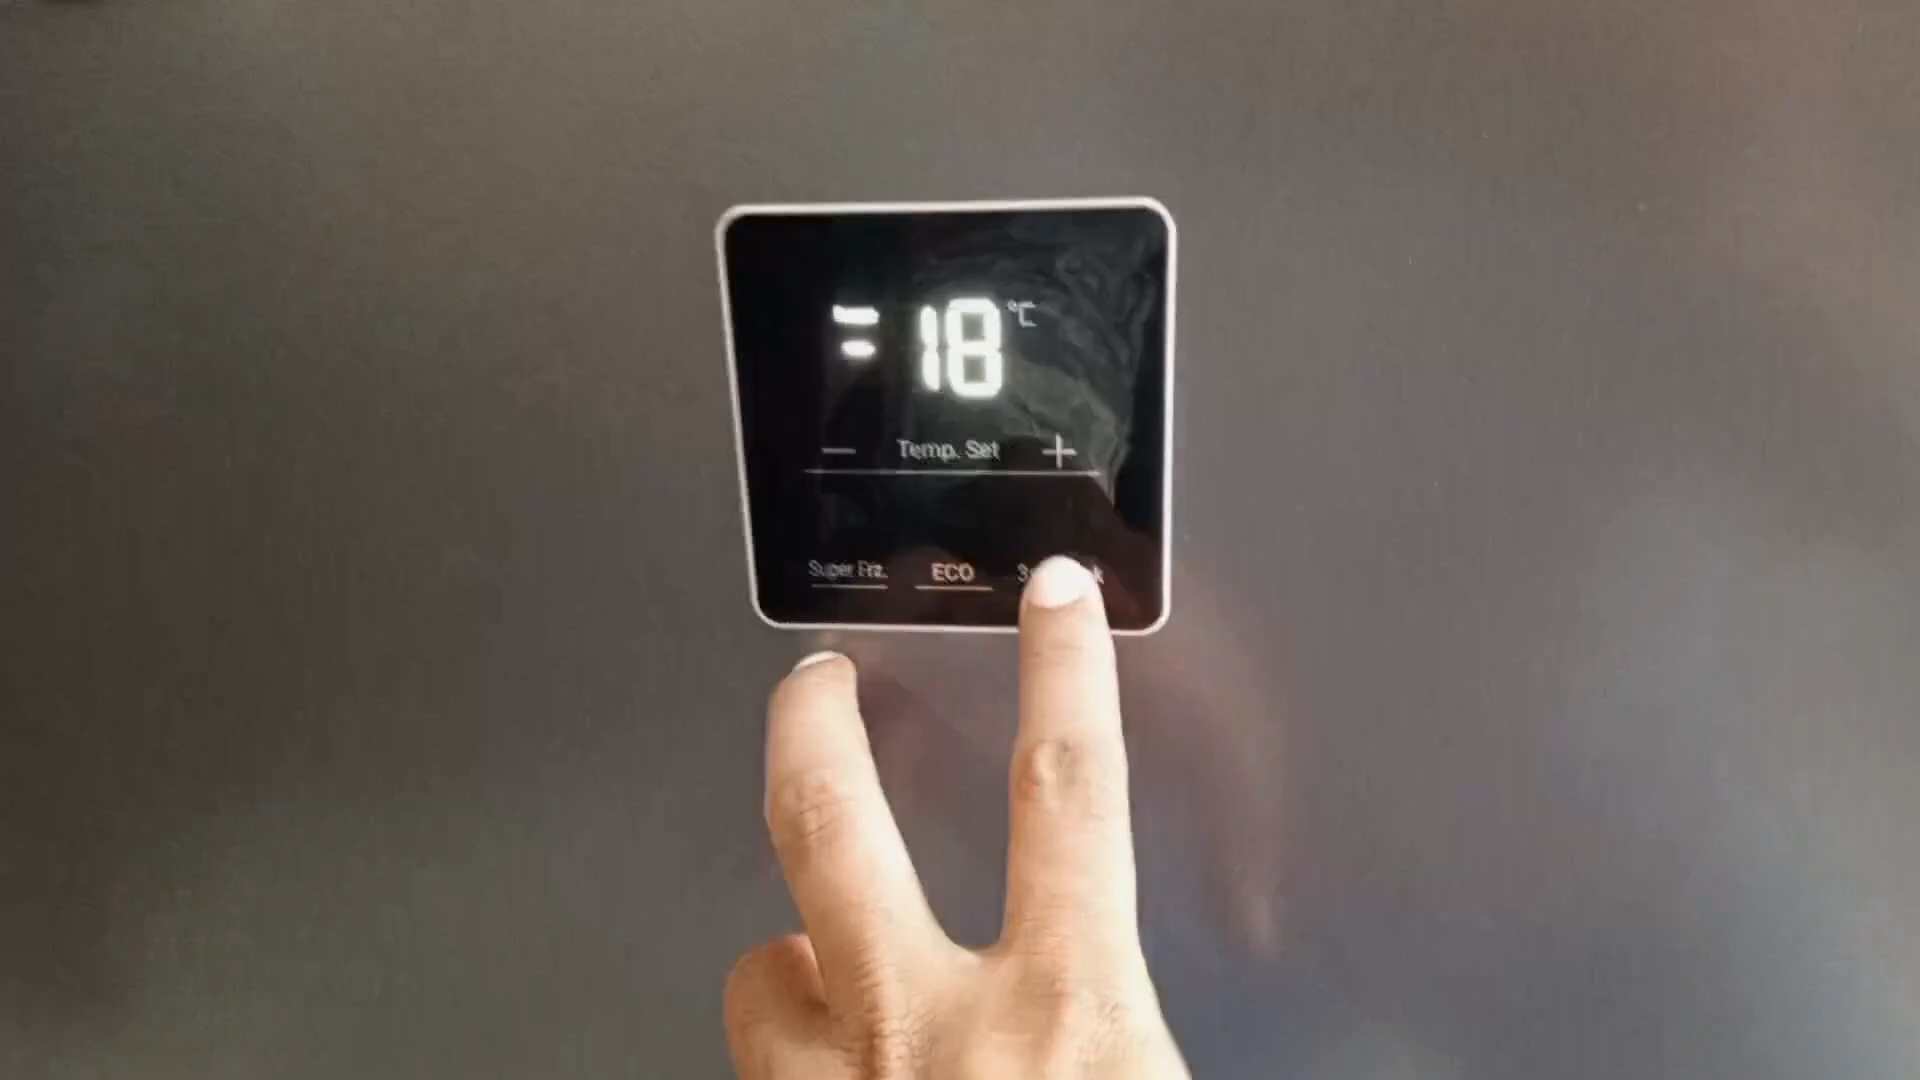 -18 °C
— Temp. Set +
Super Frz. ECO